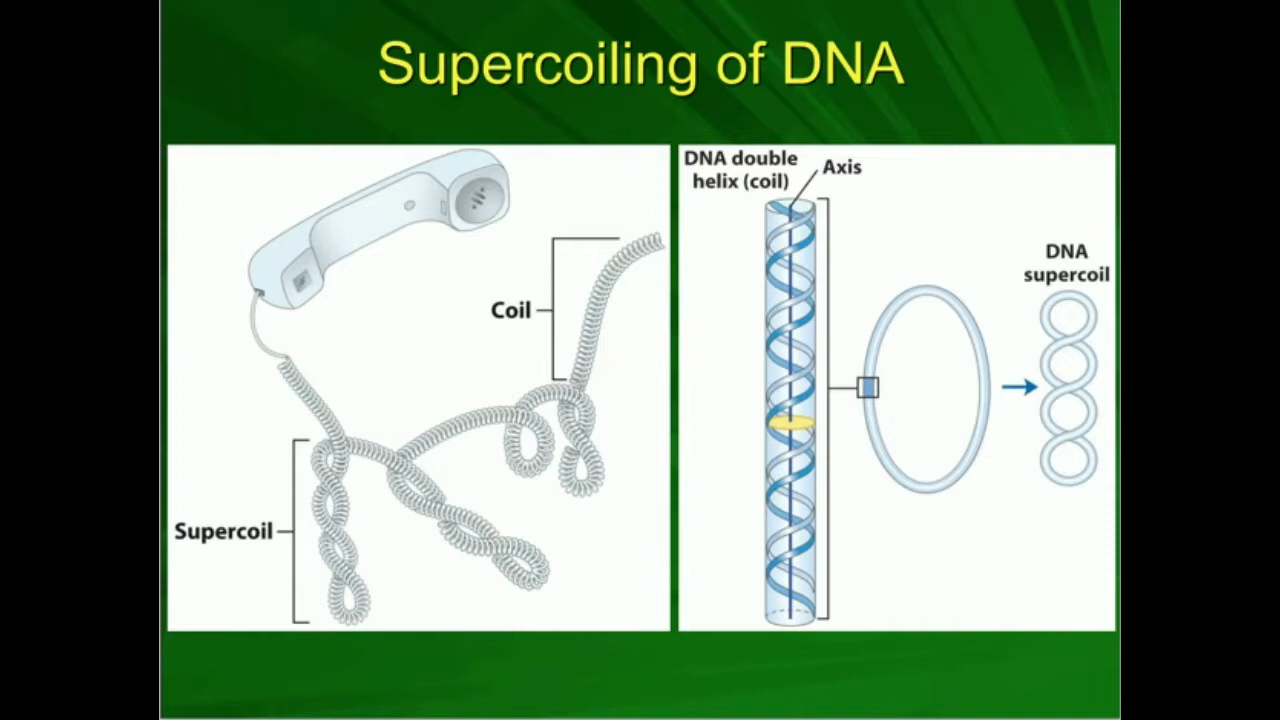 Supercoiling of DNA
Coil
Supercoil
DNA double
helix (coil)
Axis
DNA
supercoil